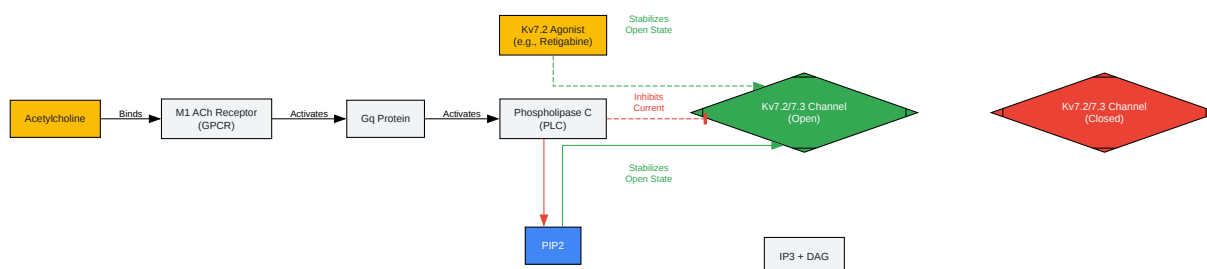 Kv7.2 Agonist
(e.g., Retigabine)
Stabilizes
Open State
Acetylcholine
Binds
M1 ACh Receptor
(GPCR)
Activates
Gq Protein
Activates
Phospholipase C
(PLC)
Inhibits
Current
Kv7.2/7.3 Channel
(Open)
Kv7.2/7.3 Channel
(Closed)
Stabilizes
Open State
PIP2
IP3 + DAG